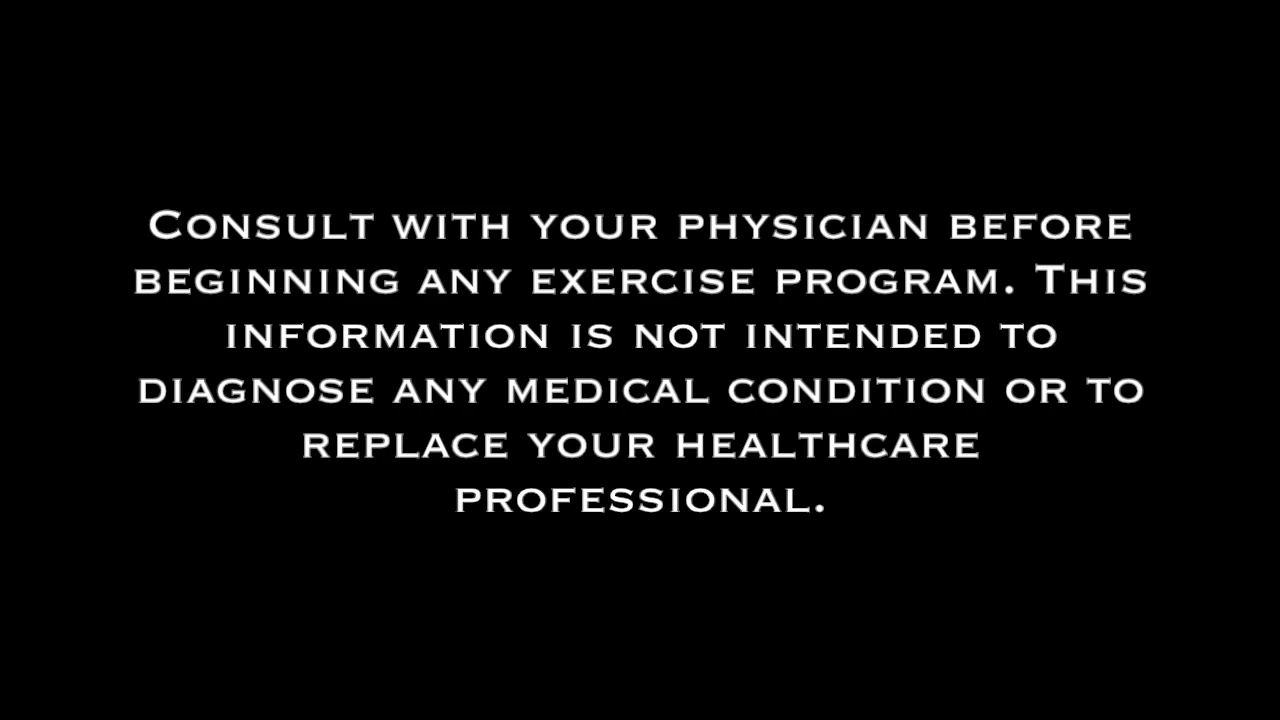 Consult with your physician before
beginning any exercise program. This
information is not intended to
diagnose any medical condition or to
replace your healthcare
professional.